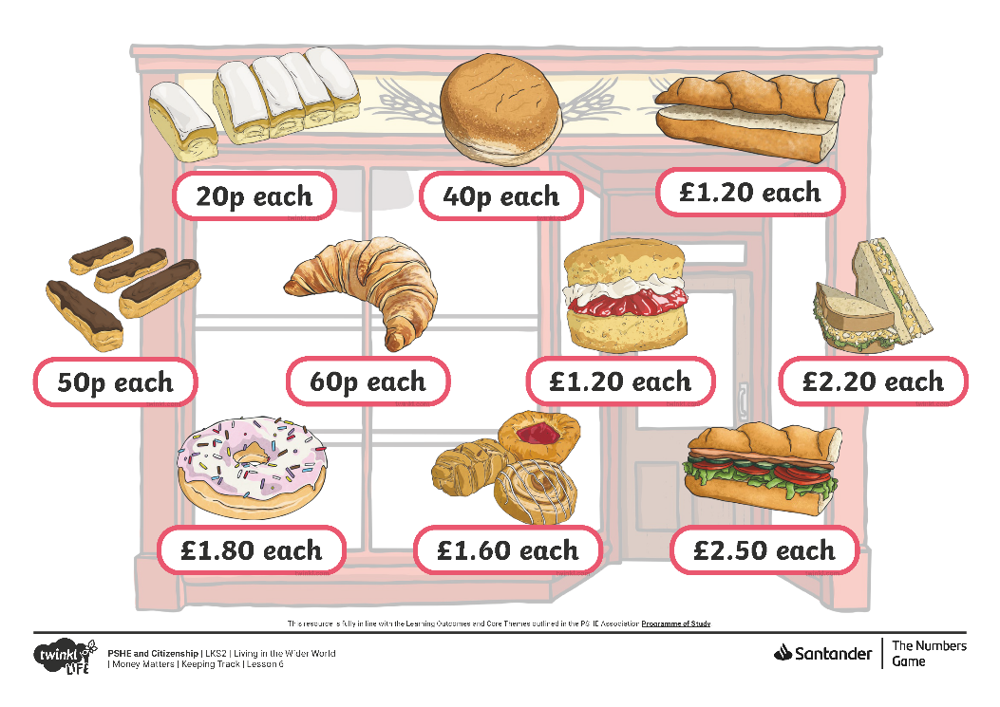 20p each
40p each
£1.20 each
50p each
60p each
£1.20 each
£2.20 each
£1.80 each
£1.60 each
£2.50 each
This resource is fully in line with the Learning Outcomes and Core Themes outlined in the PSHE Association Programme of Study.
twinkl
LIFE
PSHE and Citizenship | LKS2 | Living in the Wider World
| Money Matters | Keeping Track | Lesson 6
Santander
The Numbers
Game